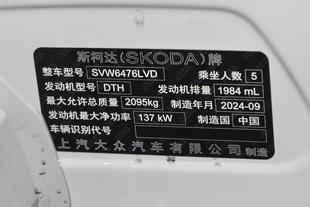 斯柯达(SKODA)牌
整车型号 SVW6476LVD 乘坐人数 5
发动机型号 DTH 发动机排量 1984 mL
最大允许总质量 2095kg 制造年月 2024-09
发动机最大净功率 137 kW 制造国 中国
车辆识别代号
上汽大众汽车有限公司 制造